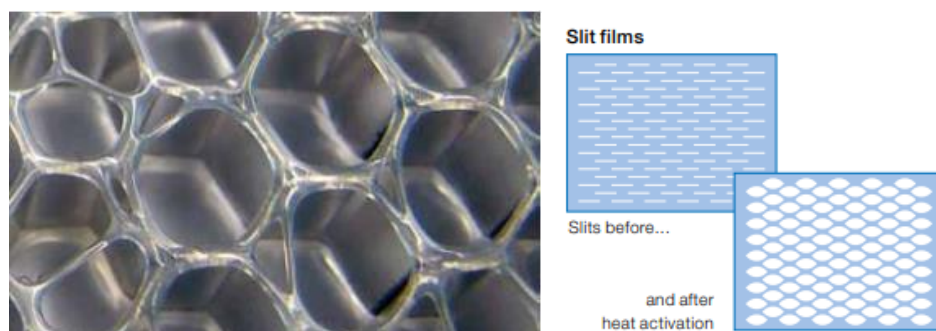 Slit films
Slits before...
and after
heat activation